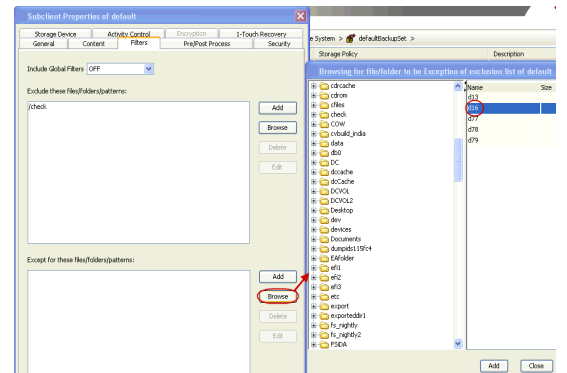 Subclient Properties of default
Storage Device
Activity Control
Encryption
1-Touch Recovery
General
Content
Filters
Pre/Post Process
Security
Include Global Filters
OFF
Exclude these files/folders/patterns:
/check
Add
Browse
Delete
Edit
Except for these files/folders/patterns:
Add
Browse
Delete
Edit
e System > defaultBackupSet >
Storage Policy
Description
Browsing for file/folder to be Exception of exclusion list of default
cdrcache
cdrom
cfiles
check
COW
cvbuild_india
data
db0
DC
dccache
dcCache
DCVOL
DCVOL2
Desktop
dev
devices
Documents
dumpids115fc4
EAfolder
efi1
efi2
efi3
etc
export
exporteddir1
fs_nightly
fs_nightly2
FSiDA
Name
Size
d13
d16
d77
d78
d79
Add
Close